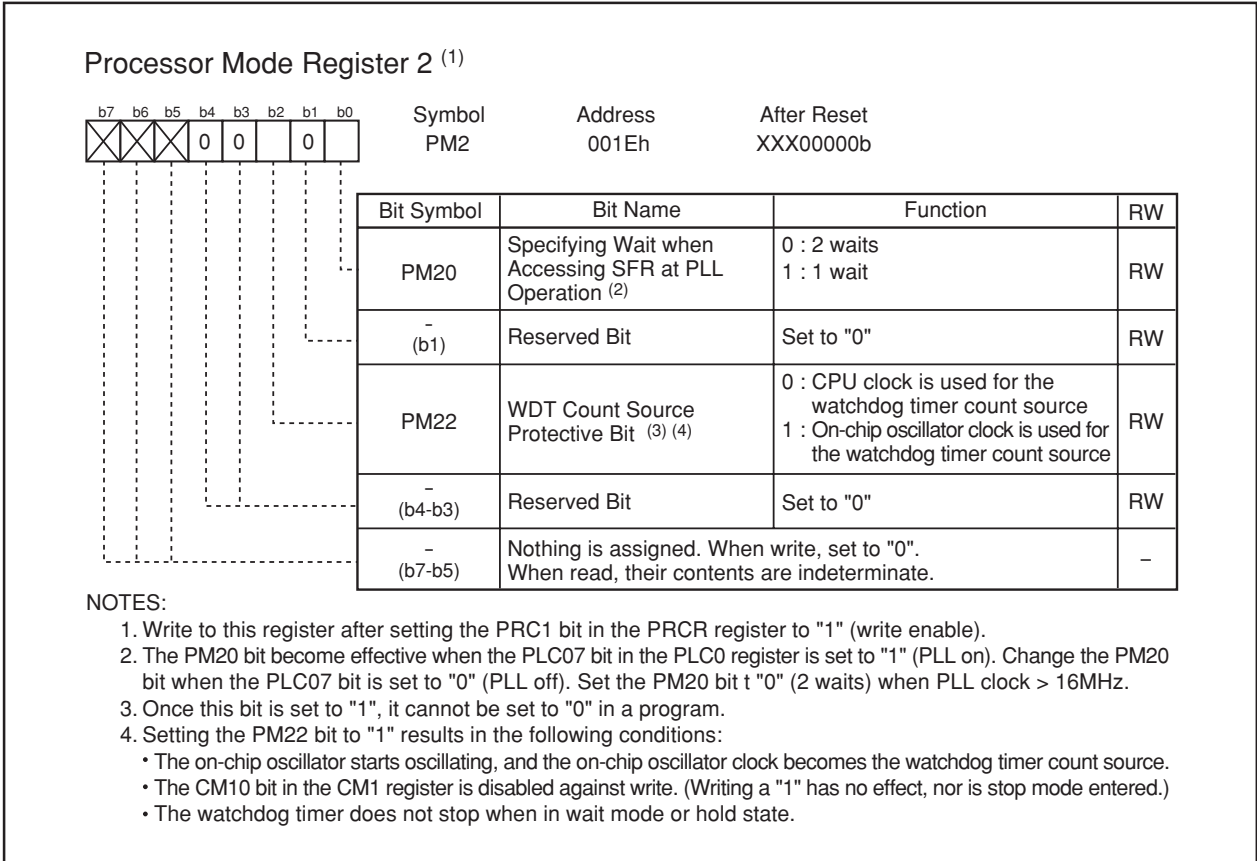 Processor Mode Register 2 (1)
b7 b6 b5 b4 b3 b2 b1 b0
0 0 0
Symbol Address After Reset
PM2 001Eh XXX00000b
Bit Symbol Bit Name Function RW
PM20
Specifying Wait when
Accessing SFR at PLL
Operation (2)
0 : 2 waits
1 : 1 wait
RW
–
(b1)
Reserved Bit
Set to "0"
RW
PM22
WDT Count Source
Protective Bit (3) (4)
0 : CPU clock is used for the
watchdog timer count source
1 : On-chip oscillator clock is used for
the watchdog timer count source
RW
–
(b4-b3)
Reserved Bit
Set to "0"
RW
–
(b7-b5)
Nothing is assigned. When write, set to "0".
When read, their contents are indeterminate.
–
NOTES:
1. Write to this register after setting the PRC1 bit in the PRCR register to "1" (write enable).
2. The PM20 bit become effective when the PLC07 bit in the PLC0 register is set to "1" (PLL on). Change the PM20
bit when the PLC07 bit is set to "0" (PLL off). Set the PM20 bit t "0" (2 waits) when PLL clock > 16MHz.
3. Once this bit is set to "1", it cannot be set to "0" in a program.
4. Setting the PM22 bit to "1" results in the following conditions:
• The on-chip oscillator starts oscillating, and the on-chip oscillator clock becomes the watchdog timer count source.
• The CM10 bit in the CM1 register is disabled against write. (Writing a "1" has no effect, nor is stop mode entered.)
• The watchdog timer does not stop when in wait mode or hold state.